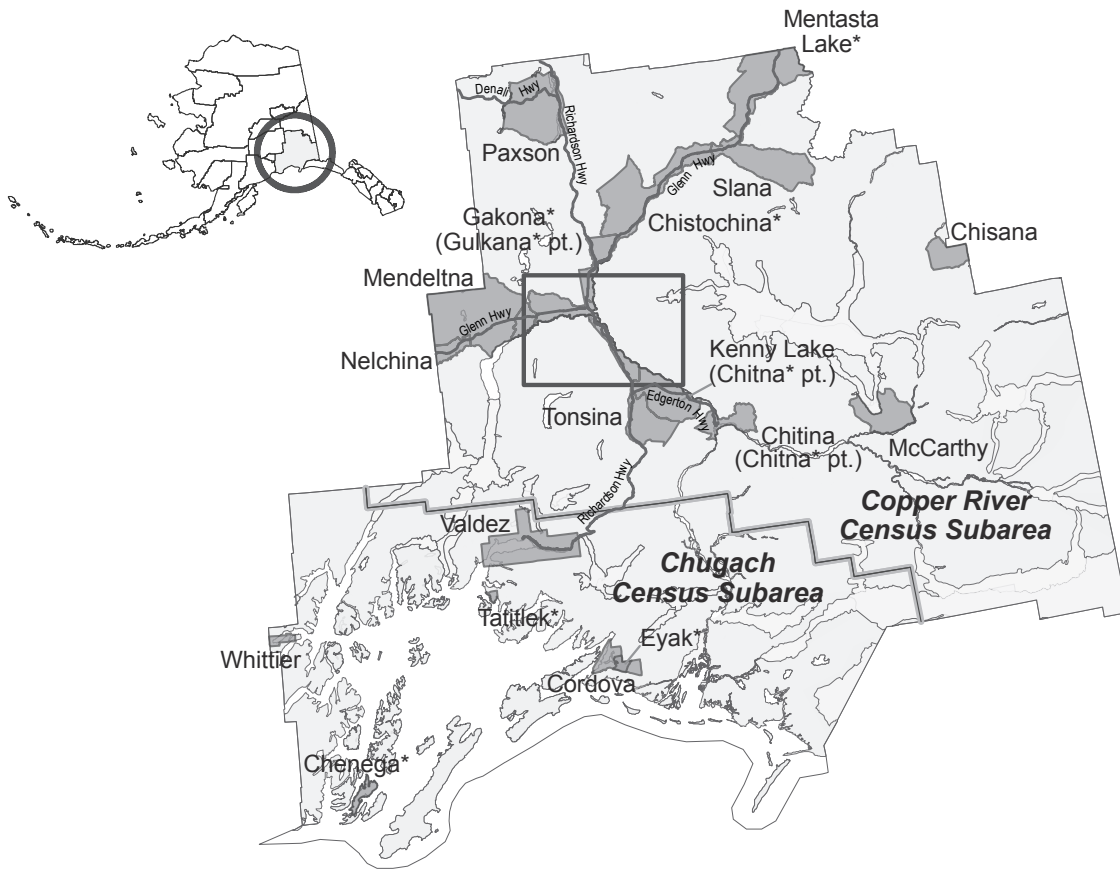 Mentasta
Lake*
Denali
Hwy
Richardson Hwy
Paxson
Glenn Hwy
Slana
Gakona*
(Gulkana* pt.)
Chistochina*
Chisana
Mendeltna
Glenn Hwy
Nelchina
Kenny Lake
(Chitna* pt.)
Edgerton Hwy
Tonsina
Chitina
(Chitna* pt.)
McCarthy
Richardson Hwy
Copper River
Census Subarea
Valdez
Chugach
Census Subarea
Tatitlek*
Eyak*
Whittier
Cordova
Chenega*